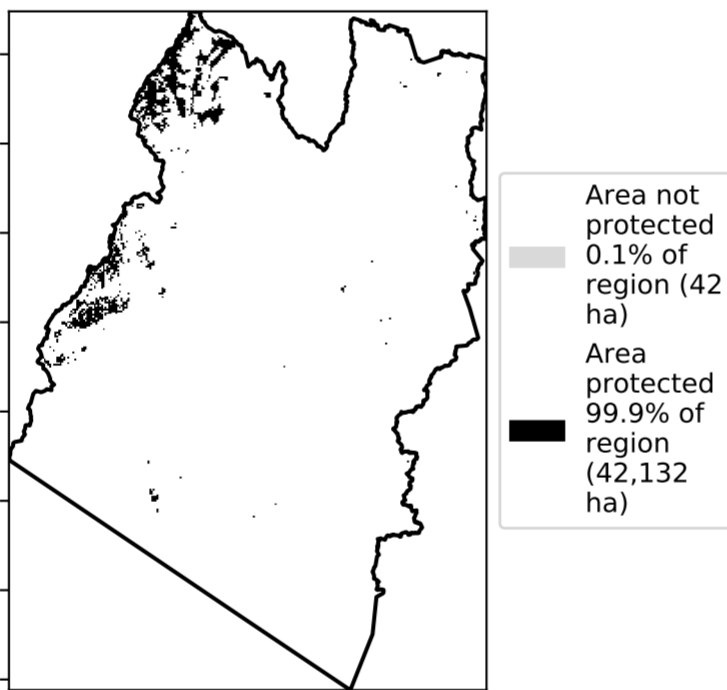 Area not
protected
0.1% of
region (42
ha)
Area
protected
99.9% of
region
(42,132
ha)